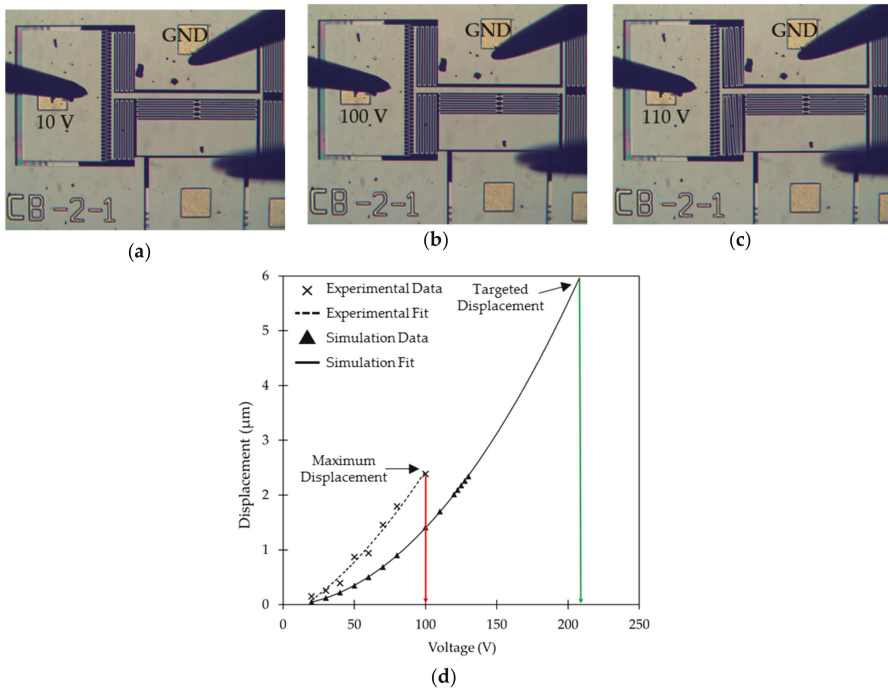 GND
10 V
CB-2-1
(a)
GND
100 V
CB-2-1
(b)
GND
110 V
CB-2-1
(c)
6
5
4
3
2
1
0
Displacement (μm)
Experimental Data
Experimental Fit
Simulation Data
Simulation Fit
Targeted
Displacement
Maximum
Displacement
0 50 100 150 200 250
Voltage (V)
(d)